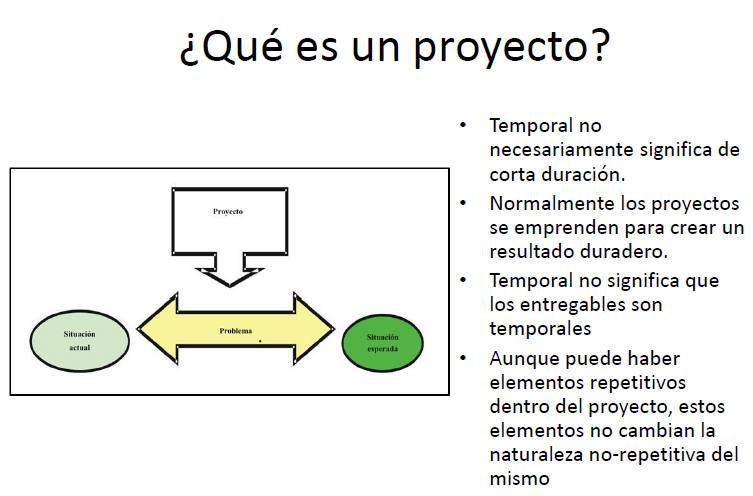 ¿Qué es un proyecto?
Proyecto
Problema
Situación
actual
Situación
esperada
• Temporal no
necesariamente significa de
corta duración.
• Normalmente los proyectos
se emprenden para crear un
resultado duradero.
• Temporal no significa que
los entregables son
temporales
• Aunque puede haber
elementos repetitivos
dentro del proyecto, estos
elementos no cambian la
naturaleza no-repetitiva del
mismo